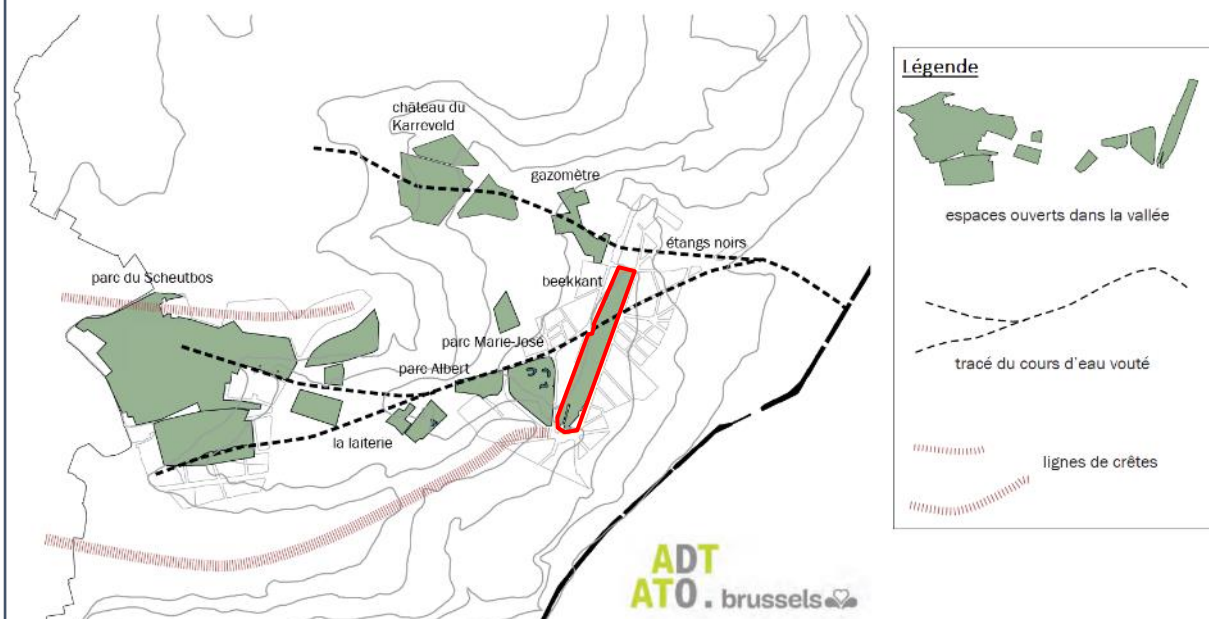 château du
Karreveld
gazomètre
étangs noirs
parc du Scheutbos
beekkant
parc Marie-José
parc Albert
la laiterie
ADT
ATO.brussels
Légende
espaces ouverts dans la vallée
tracé du cours d'eau vouté
lignes de crêtes